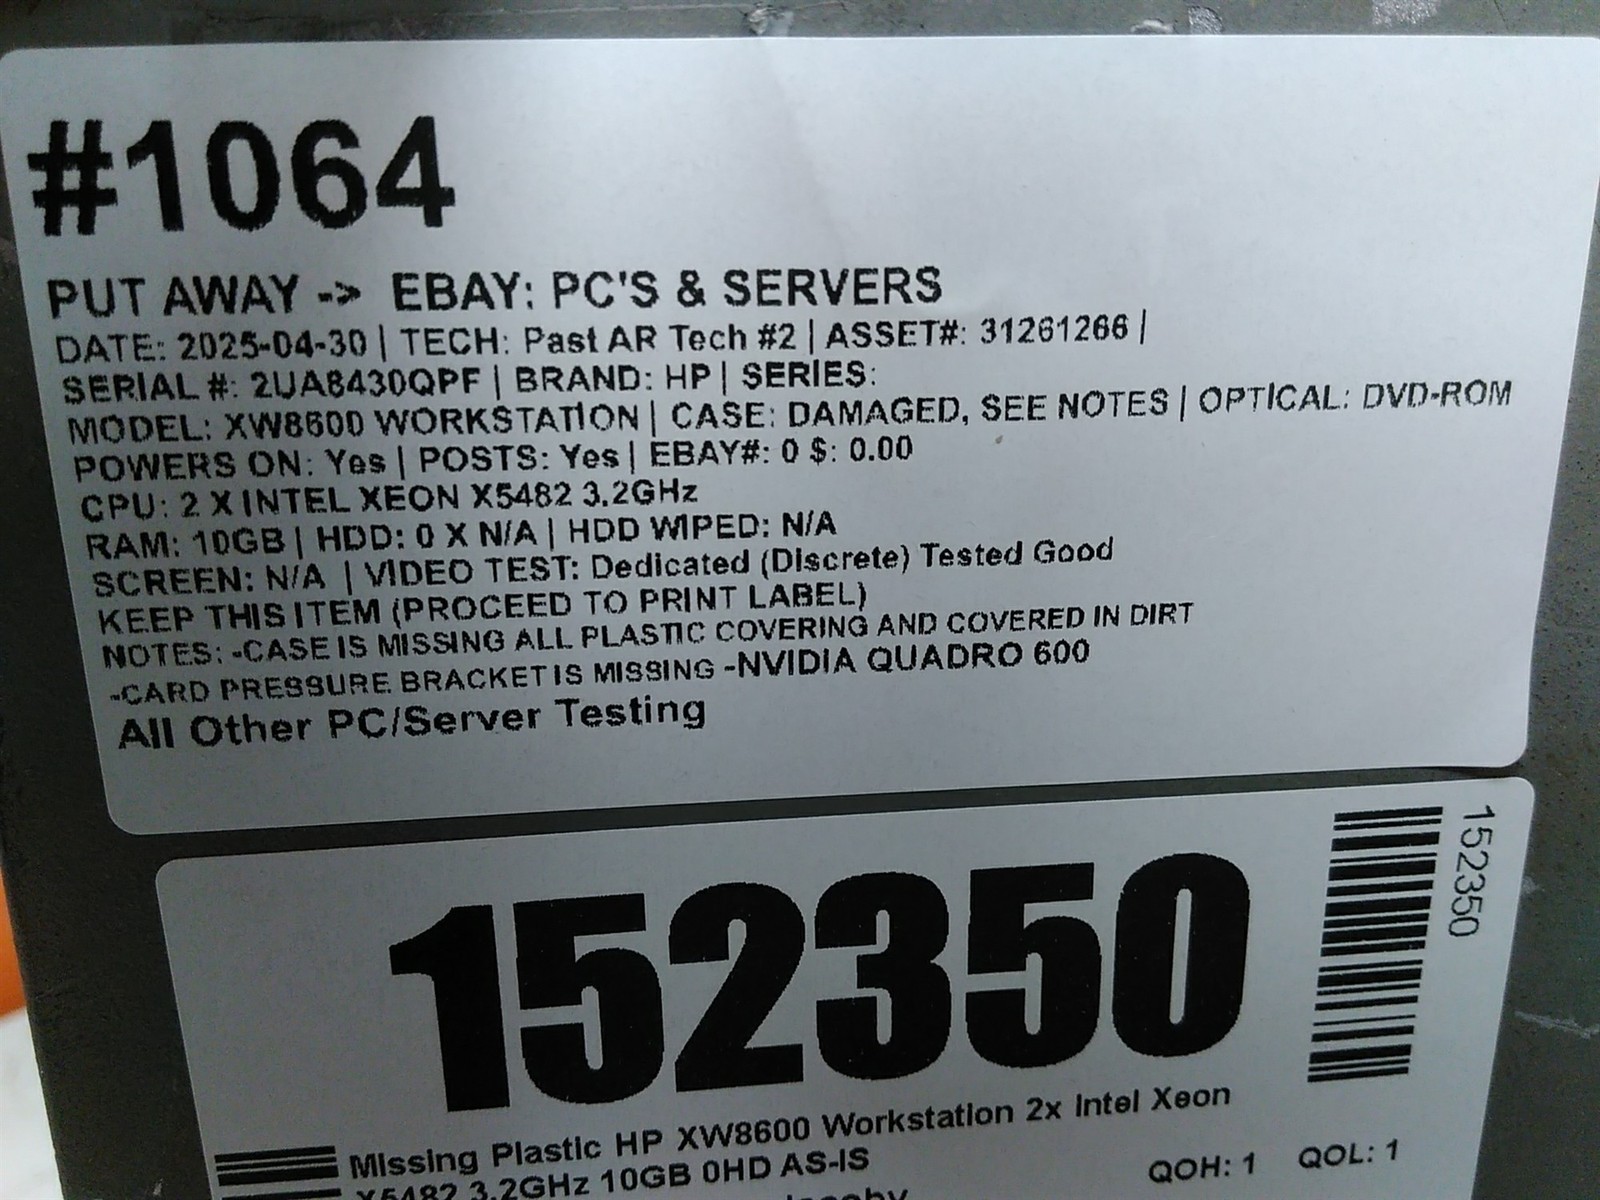 #1064
PUT AWAY -> EBAY: PC'S & SERVERS
DATE: 2025-04-30 | TECH: Past AR Tech #2 | ASSET#: 31261266 |
SERIAL #: 2UA8430QPF | BRAND: HP | SERIES:
MODEL: XW8600 WORKSTATION | CASE: DAMAGED, SEE NOTES | OPTICAL: DVD-ROM
POWERS ON: Yes | POSTS: Yes | EBAY#: 0 $: 0.00
CPU: 2 X INTEL XEON X5482 3.2GHz
RAM: 10GB | HDD: 0 X N/A | HDD WIPED: N/A
SCREEN: N/A | VIDEO TEST: Dedicated (Discrete) Tested Good
KEEP THIS ITEM (PROCEED TO PRINT LABEL)
NOTES: -CASE IS MISSING ALL PLASTIC COVERING AND COVERED IN DIRT
-CARD PRESSURE BRACKET IS MISSING -NVIDIA QUADRO 600
All Other PC/Server Testing
152350
152350
Missing Plastic HP XW8600 Workstation 2x Intel Xeon
X5482 3.2GHz 10GB 0HD AS-IS
QOH: 1 QOL: 1